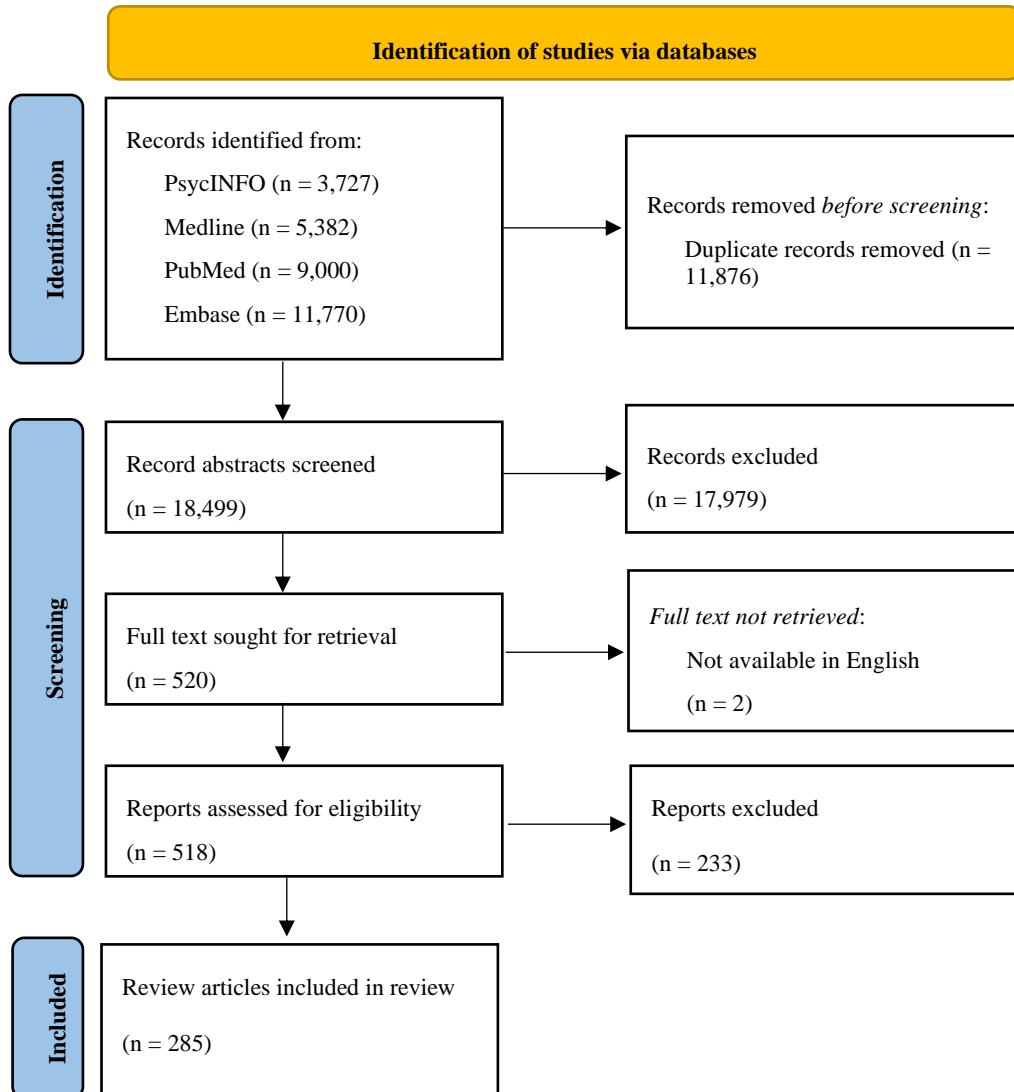 Identification of studies via databases
Identification
Records identified from:
PsycINFO (n = 3,727)
Medline (n = 5,382)
PubMed (n = 9,000)
Embase (n = 11,770)
Records removed before screening:
Duplicate records removed (n =
11,876)
Screening
Record abstracts screened
(n = 18,499)
Records excluded
(n = 17,979)
Full text sought for retrieval
(n = 520)
Full text not retrieved:
Not available in English
(n = 2)
Reports assessed for eligibility
(n = 518)
Reports excluded
(n = 233)
Included
Review articles included in review
(n = 285)